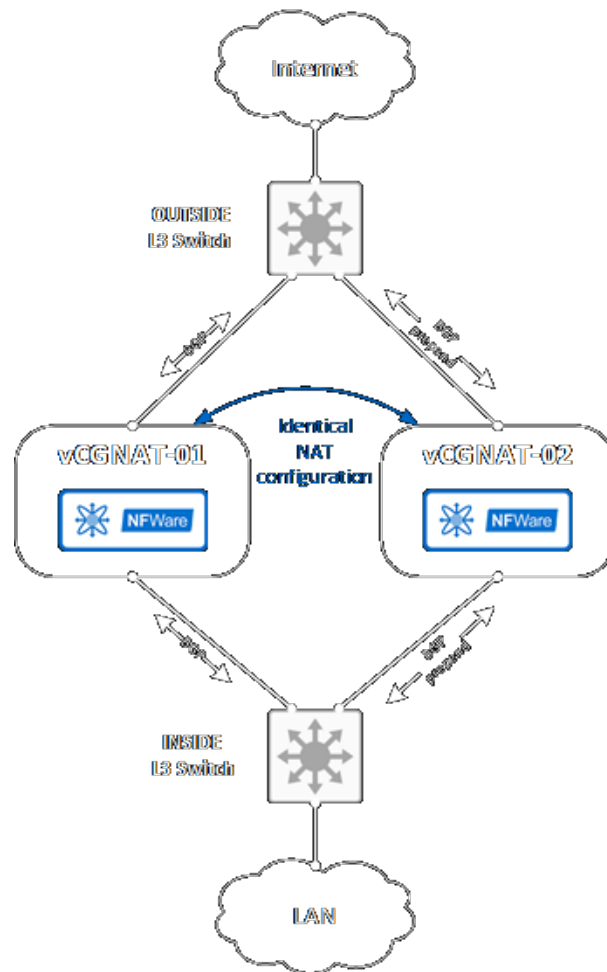 Internet
OUTSIDE
L3 Switch
BGP
BGP
prepend
Identical
NAT
configuration
vCGNAT-01
vCGNAT-02
NFWare
NFWare
BGP
BGP
prepend
INSIDE
L3 Switch
LAN